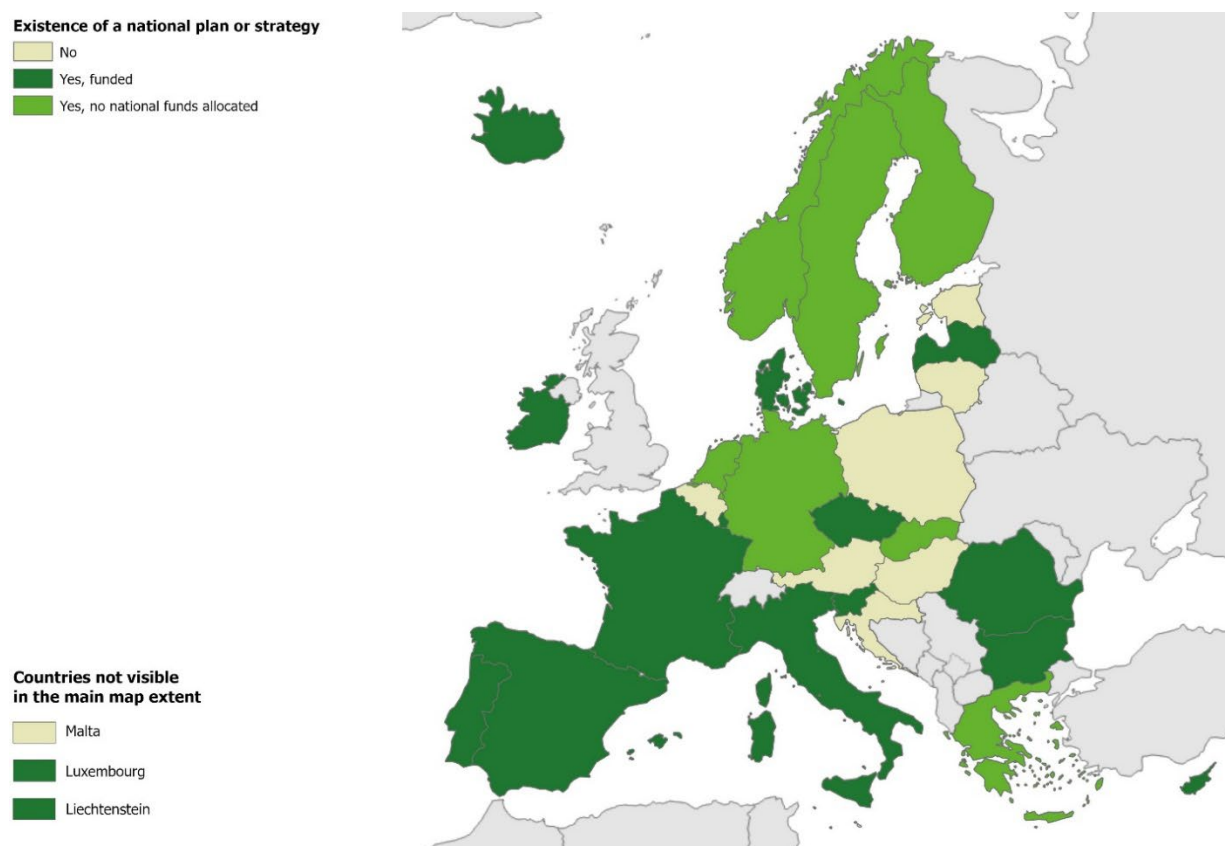 Existence of a national plan or strategy
No
Yes, funded
Yes, no national funds allocated
Countries not visible
in the main map extent
Malta
Luxembourg
Liechtenstein